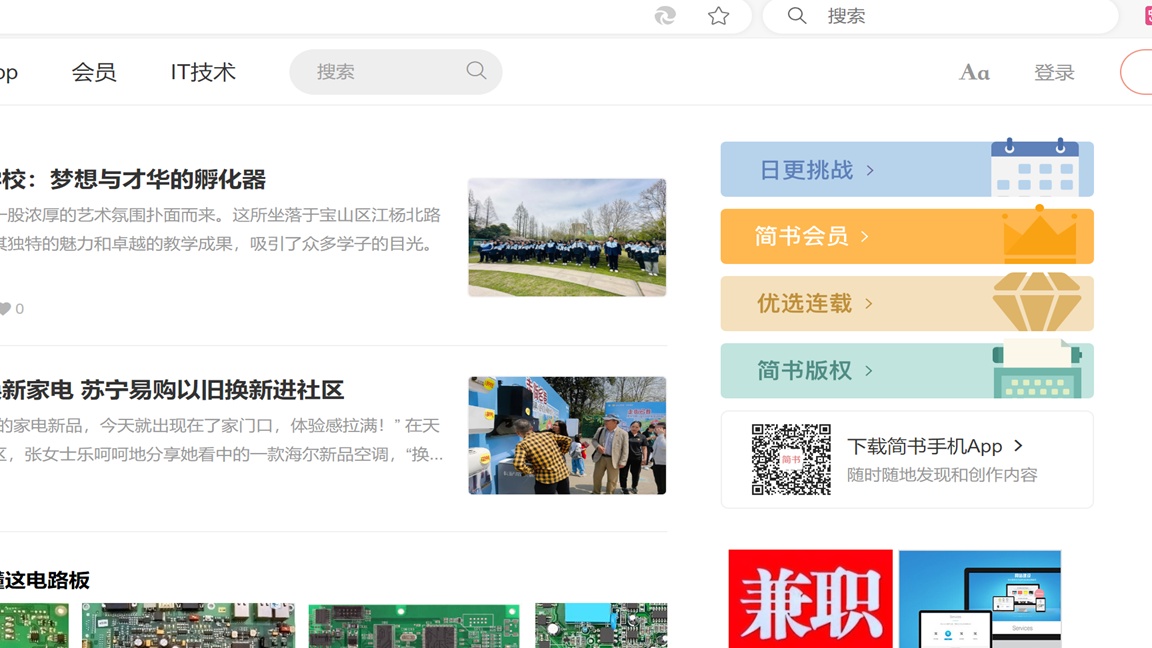 搜索
会员
IT技术
搜索
Aa
登录
校：梦想与才华的孵化器
一股浓厚的艺术氛围扑面而来。这所坐落于宝山区江杨北路
其独特的魅力和卓越的教学成果，吸引了众多学子的目光。
0
新家电 苏宁易购以旧换新进社区
的家电新品，今天就出现在了家门口，体验感拉满！” 在天
区，张女士乐呵呵地分享她看中的一款海尔新品空调，“换...
这电路板
日更挑战
简书会员
优选连载
简书版权
简书
下载简书手机App
随时随地发现和创作内容
兼职
Services